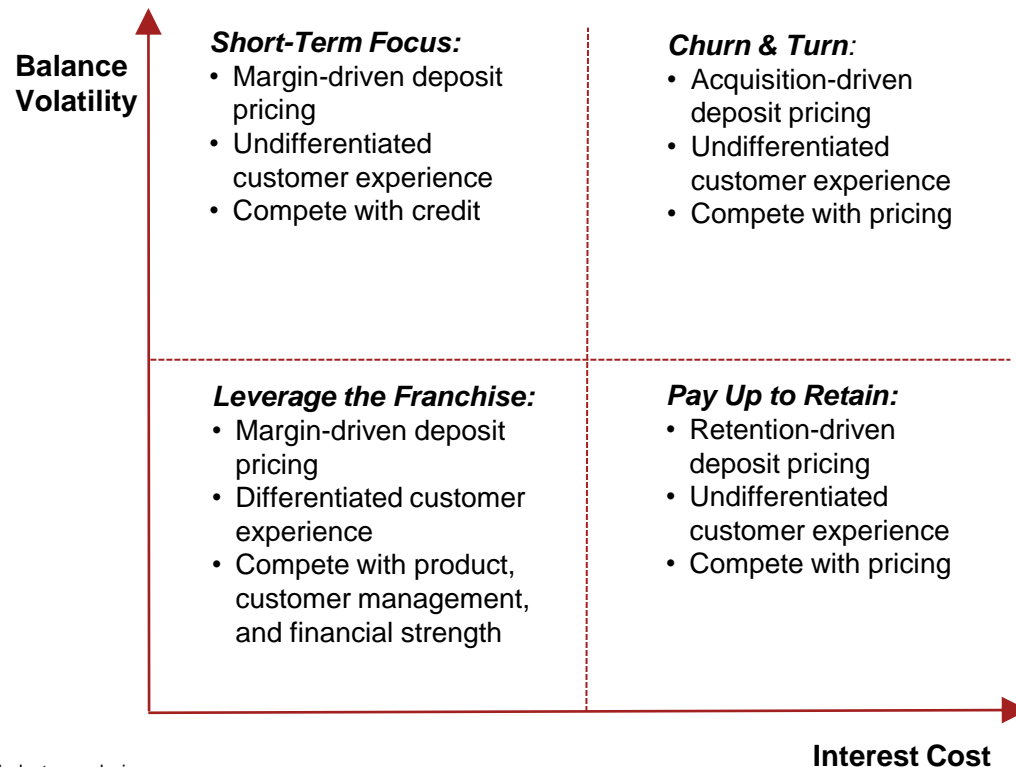 Balance
Volatility
Short-Term Focus:
• Margin-driven deposit
pricing
• Undifferentiated
customer experience
• Compete with credit
Churn & Turn:
• Acquisition-driven
deposit pricing
• Undifferentiated
customer experience
• Compete with pricing
Leverage the Franchise:
• Margin-driven deposit
pricing
• Differentiated customer
experience
• Compete with product,
customer management,
and financial strength
Pay Up to Retain:
• Retention-driven
deposit pricing
• Undifferentiated
customer experience
• Compete with pricing
Interest Cost